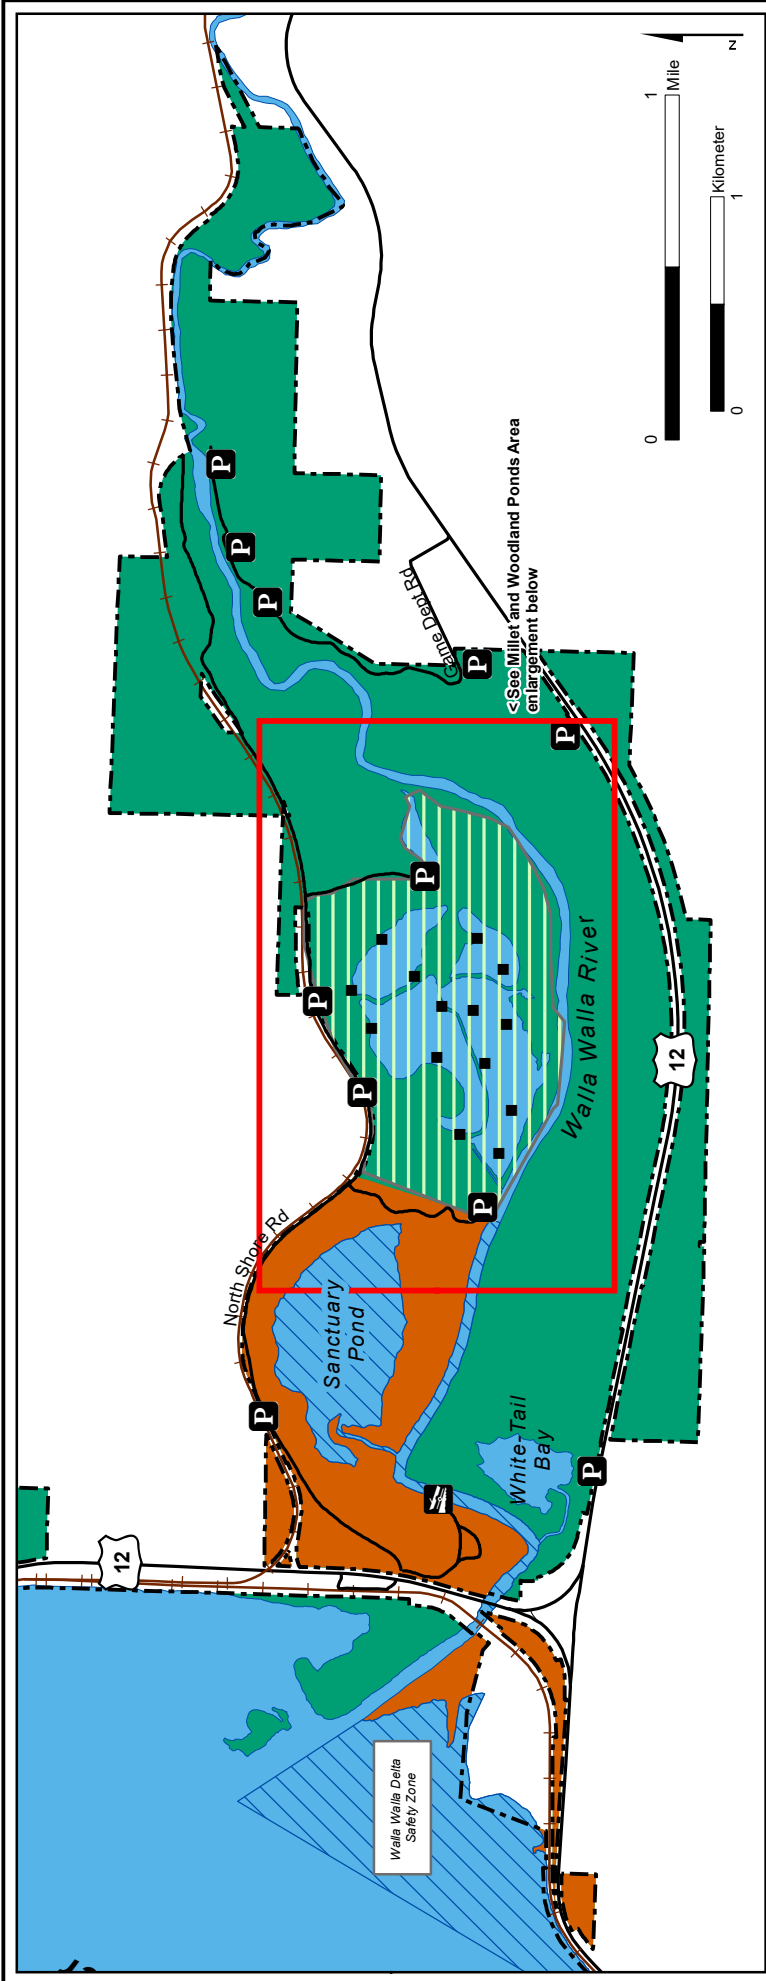 12
North Shore Rd
Sanctuary
Pond
P
P
P
P
P
P
P
P
P
P
P
Game Dept Rd
<See Millet and Woodland Ponds Area
enlargement below
Walla Walla River
White-Tail
Bay
12
Walla Walla Delta
Safety Zone
0
1
Mile
0
1
Kilometer
N